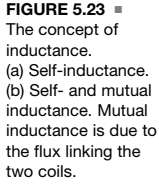 FIGURE 5.23 ■
The concept of
inductance.
(a) Self-inductance.
(b) Self- and mutual
inductance. Mutual
inductance is due to
the flux linking the
two coils.